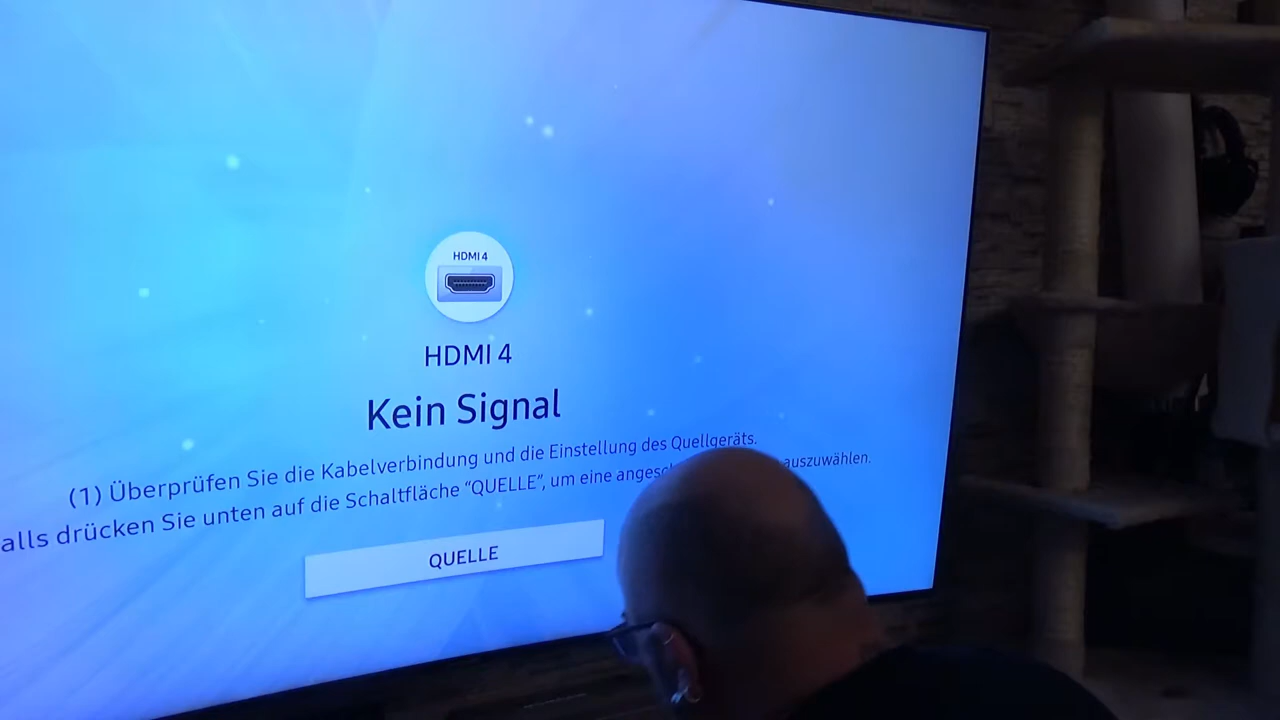 HDMI 4
HDMI 4
Kein Signal
(1) Überprüfen Sie die Kabelverbindung und die Einstellung des Quellgeräts.
alls drücken Sie unten auf die Schaltfläche "QUELLE", um eine auszuwählen.
QUELLE